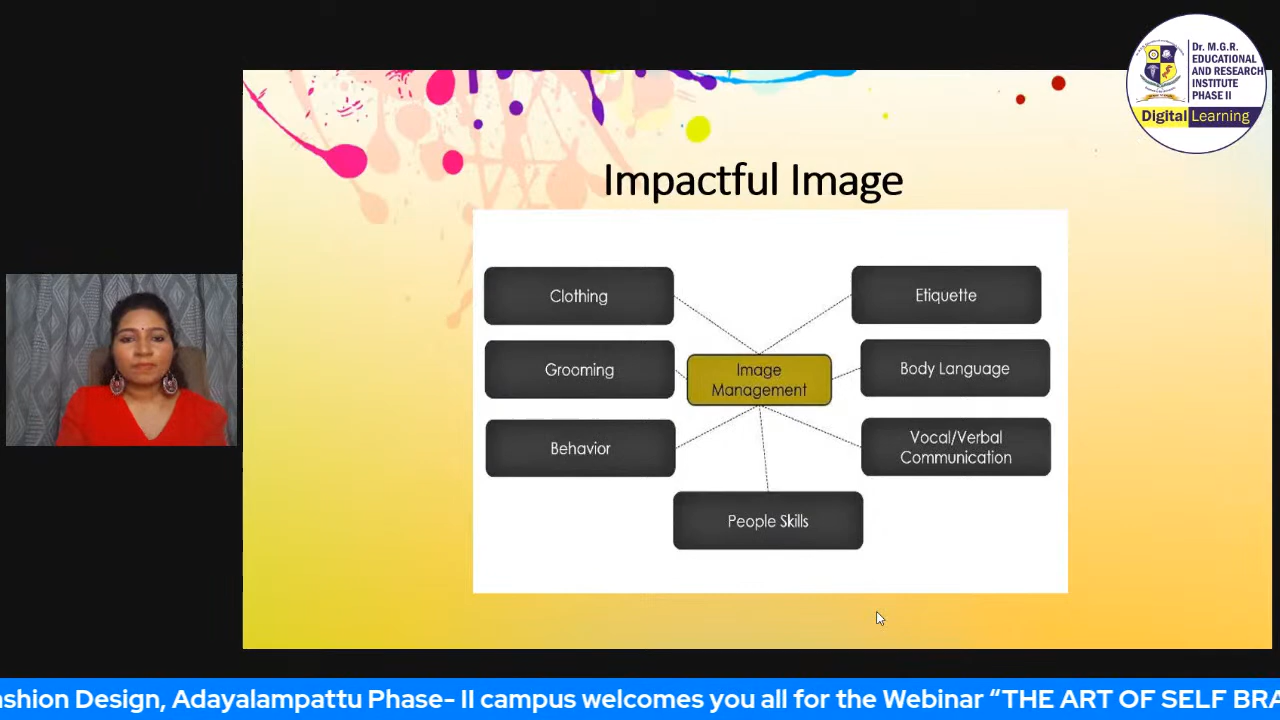 Dr. M.G.R.
EDUCATIONAL
AND RESEARCH
INSTITUTE
PHASE II
Digital Learning
Impactful Image
Clothing
Etiquette
Grooming
Image
Management
Body Language
Behavior
Vocal/Verbal
Communication
People Skills
ashion Design, Adayalampattu Phase- II campus welcomes you all for the Webinar “THE ART OF SELF BRA